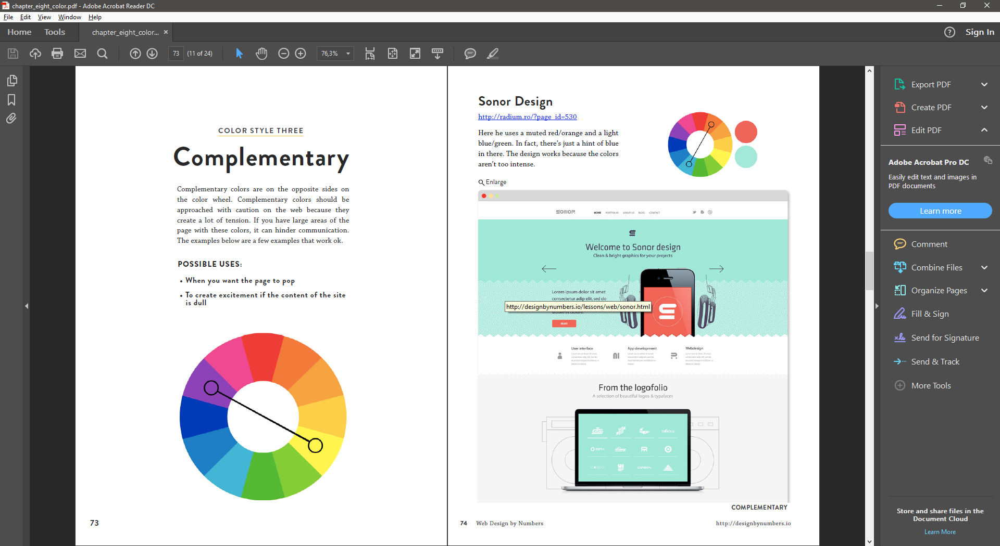 chapter_eight_color.pdf - Adobe Acrobat Reader DC
File Edit View Window Help
Home Tools chapter_eight_color... × Sign In
73 (11 of 24) 76,3%
COLOR STYLE THREE
Complementary
Complementary colors are on the opposite sides on
the color wheel. Complementary colors should be
approached with caution on the web because they
create a lot of tension. If you have large areas of the
page with these colors, it can hinder communication.
The examples below are a few examples that work ok.
POSSIBLE USES:
• When you want the page to pop
• To create excitement if the content of the site
is dull
73
Sonor Design
http://radium.ro/?page_id=530
Here he uses a muted red/orange and a light
blue/green. In fact, there's just a hint of blue
in there. The design works because the colors
aren't too intense.
Enlarge
SONOR HOME PORTFOLIO ABOUT US BLOG CONTACT
Welcome to Sonor design
Clean & bright graphics for your projects
Lorem ipsum dolor sit amet
consectetur adip elit, sed do
http://designbynumbers.io/lessons/web/sonor.html
labore et dolore.
DEMO
User interface App development Webdesign
From the logofolio
A selection of beautiful logos & typafaces
COMPLEMENTARY
74 Web Design by Numbers http://designbynumbers.io
Export PDF
Create PDF
Edit PDF
Adobe Acrobat Pro DC
Easily edit text and images in
PDF documents
Learn more
Comment
Combine Files
Organize Pages
Fill & Sign
Send for Signature
Send & Track
More Tools
Store and share files in the
Document Cloud
Learn More